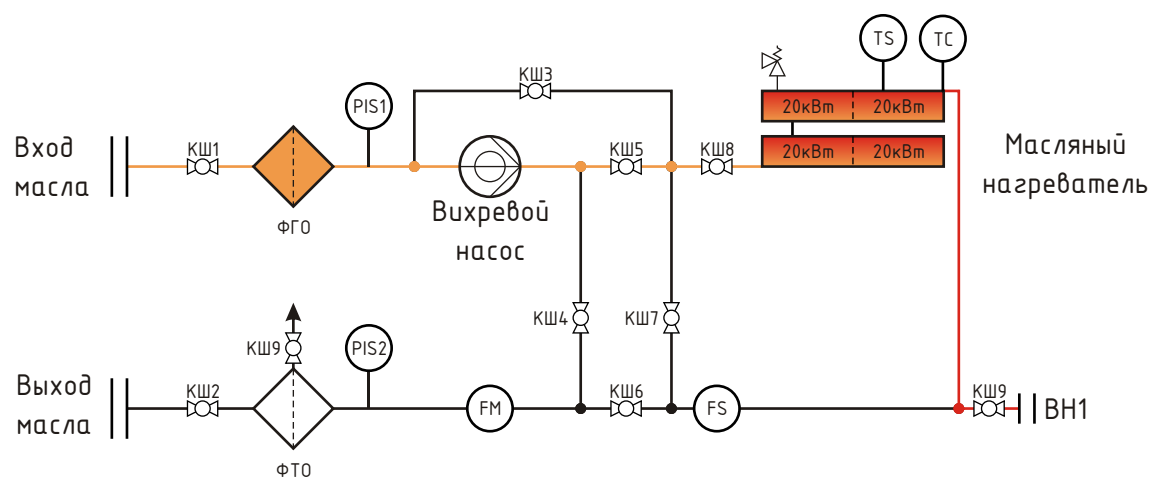 TS
TC
КШ3
PIS1
20кВт
20кВт
Вход
масла
КШ1
КШ5
КШ8
20кВт
20кВт
Масляный
нагреватель
ФГО
Вихревой
насос
КШ4
КШ7
КШ9
PIS2
Выход
масла
КШ2
FM
КШ6
FS
КШ9
ВН1
ФТО